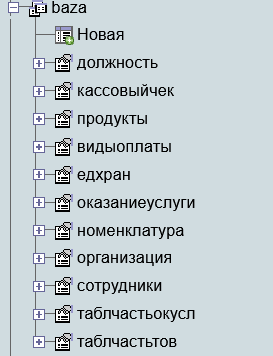 baza
Новая
должность
кассовыйчек
продукты
видыоплаты
едхран
оказаниеуслуги
номенклатура
организация
сотрудники
таблчастьокусл
таблчастьтов